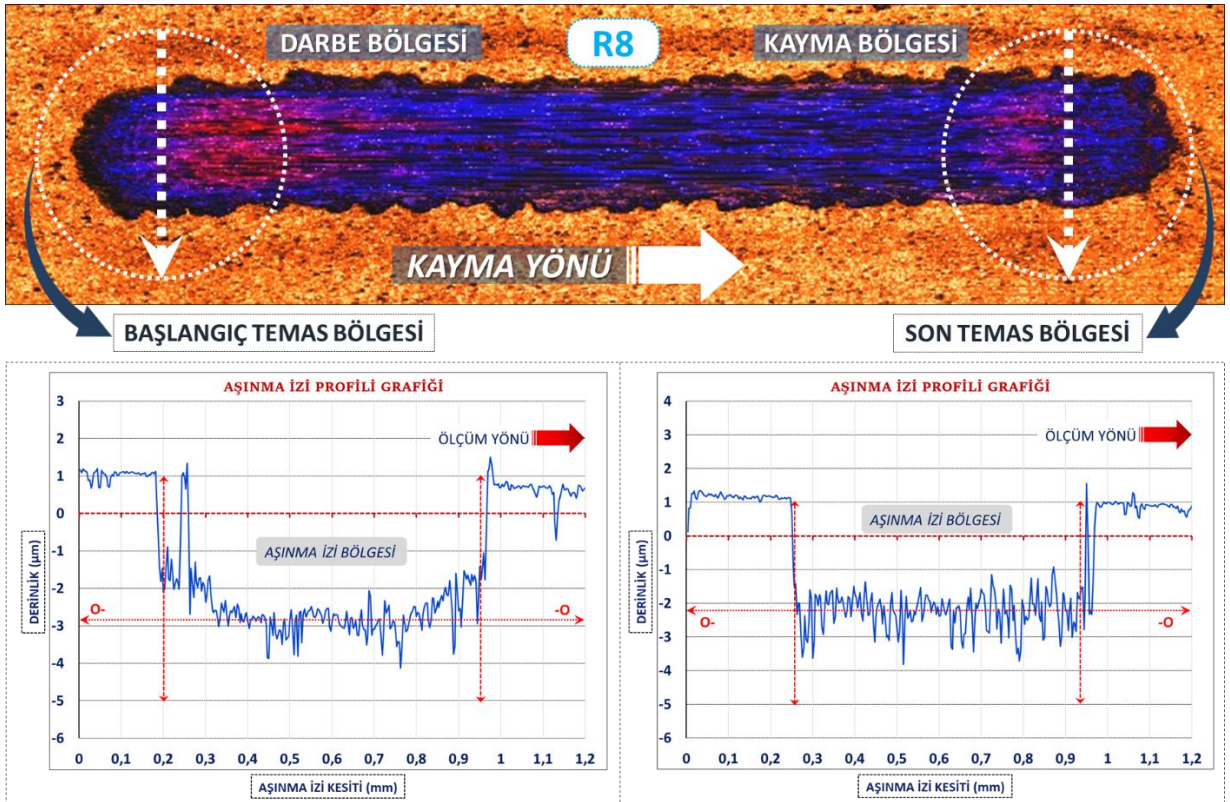 DARBE BÖLGESİ
R8
KAYMA BÖLGESİ
KAYMA YÖNÜ
BAŞLANGIÇ TEMAS BÖLGESİ
SON TEMAS BÖLGESİ
AŞINMA İZİ PROFİLİ GRAFİĞİ
ÖLÇÜM YÖNÜ
AŞINMA İZİ BÖLGESİ
DERİNLİK (µm)
3
2
1
0
-1
-2
-3
-4
-5
-6
O-
-O
0 0,1 0,2 0,3 0,4 0,5 0,6 0,7 0,8 0,9 1 1,1 1,2
AŞINMA İZİ KESİTİ (mm)
AŞINMA İZİ PROFİLİ GRAFİĞİ
ÖLÇÜM YÖNÜ
AŞINMA İZİ BÖLGESİ
DERİNLİK (µm)
4
3
2
1
0
-1
-2
-3
-4
-5
-6
O-
-O
0 0,1 0,2 0,3 0,4 0,5 0,6 0,7 0,8 0,9 1 1,1 1,2
AŞINMA İZİ KESİTİ (mm)